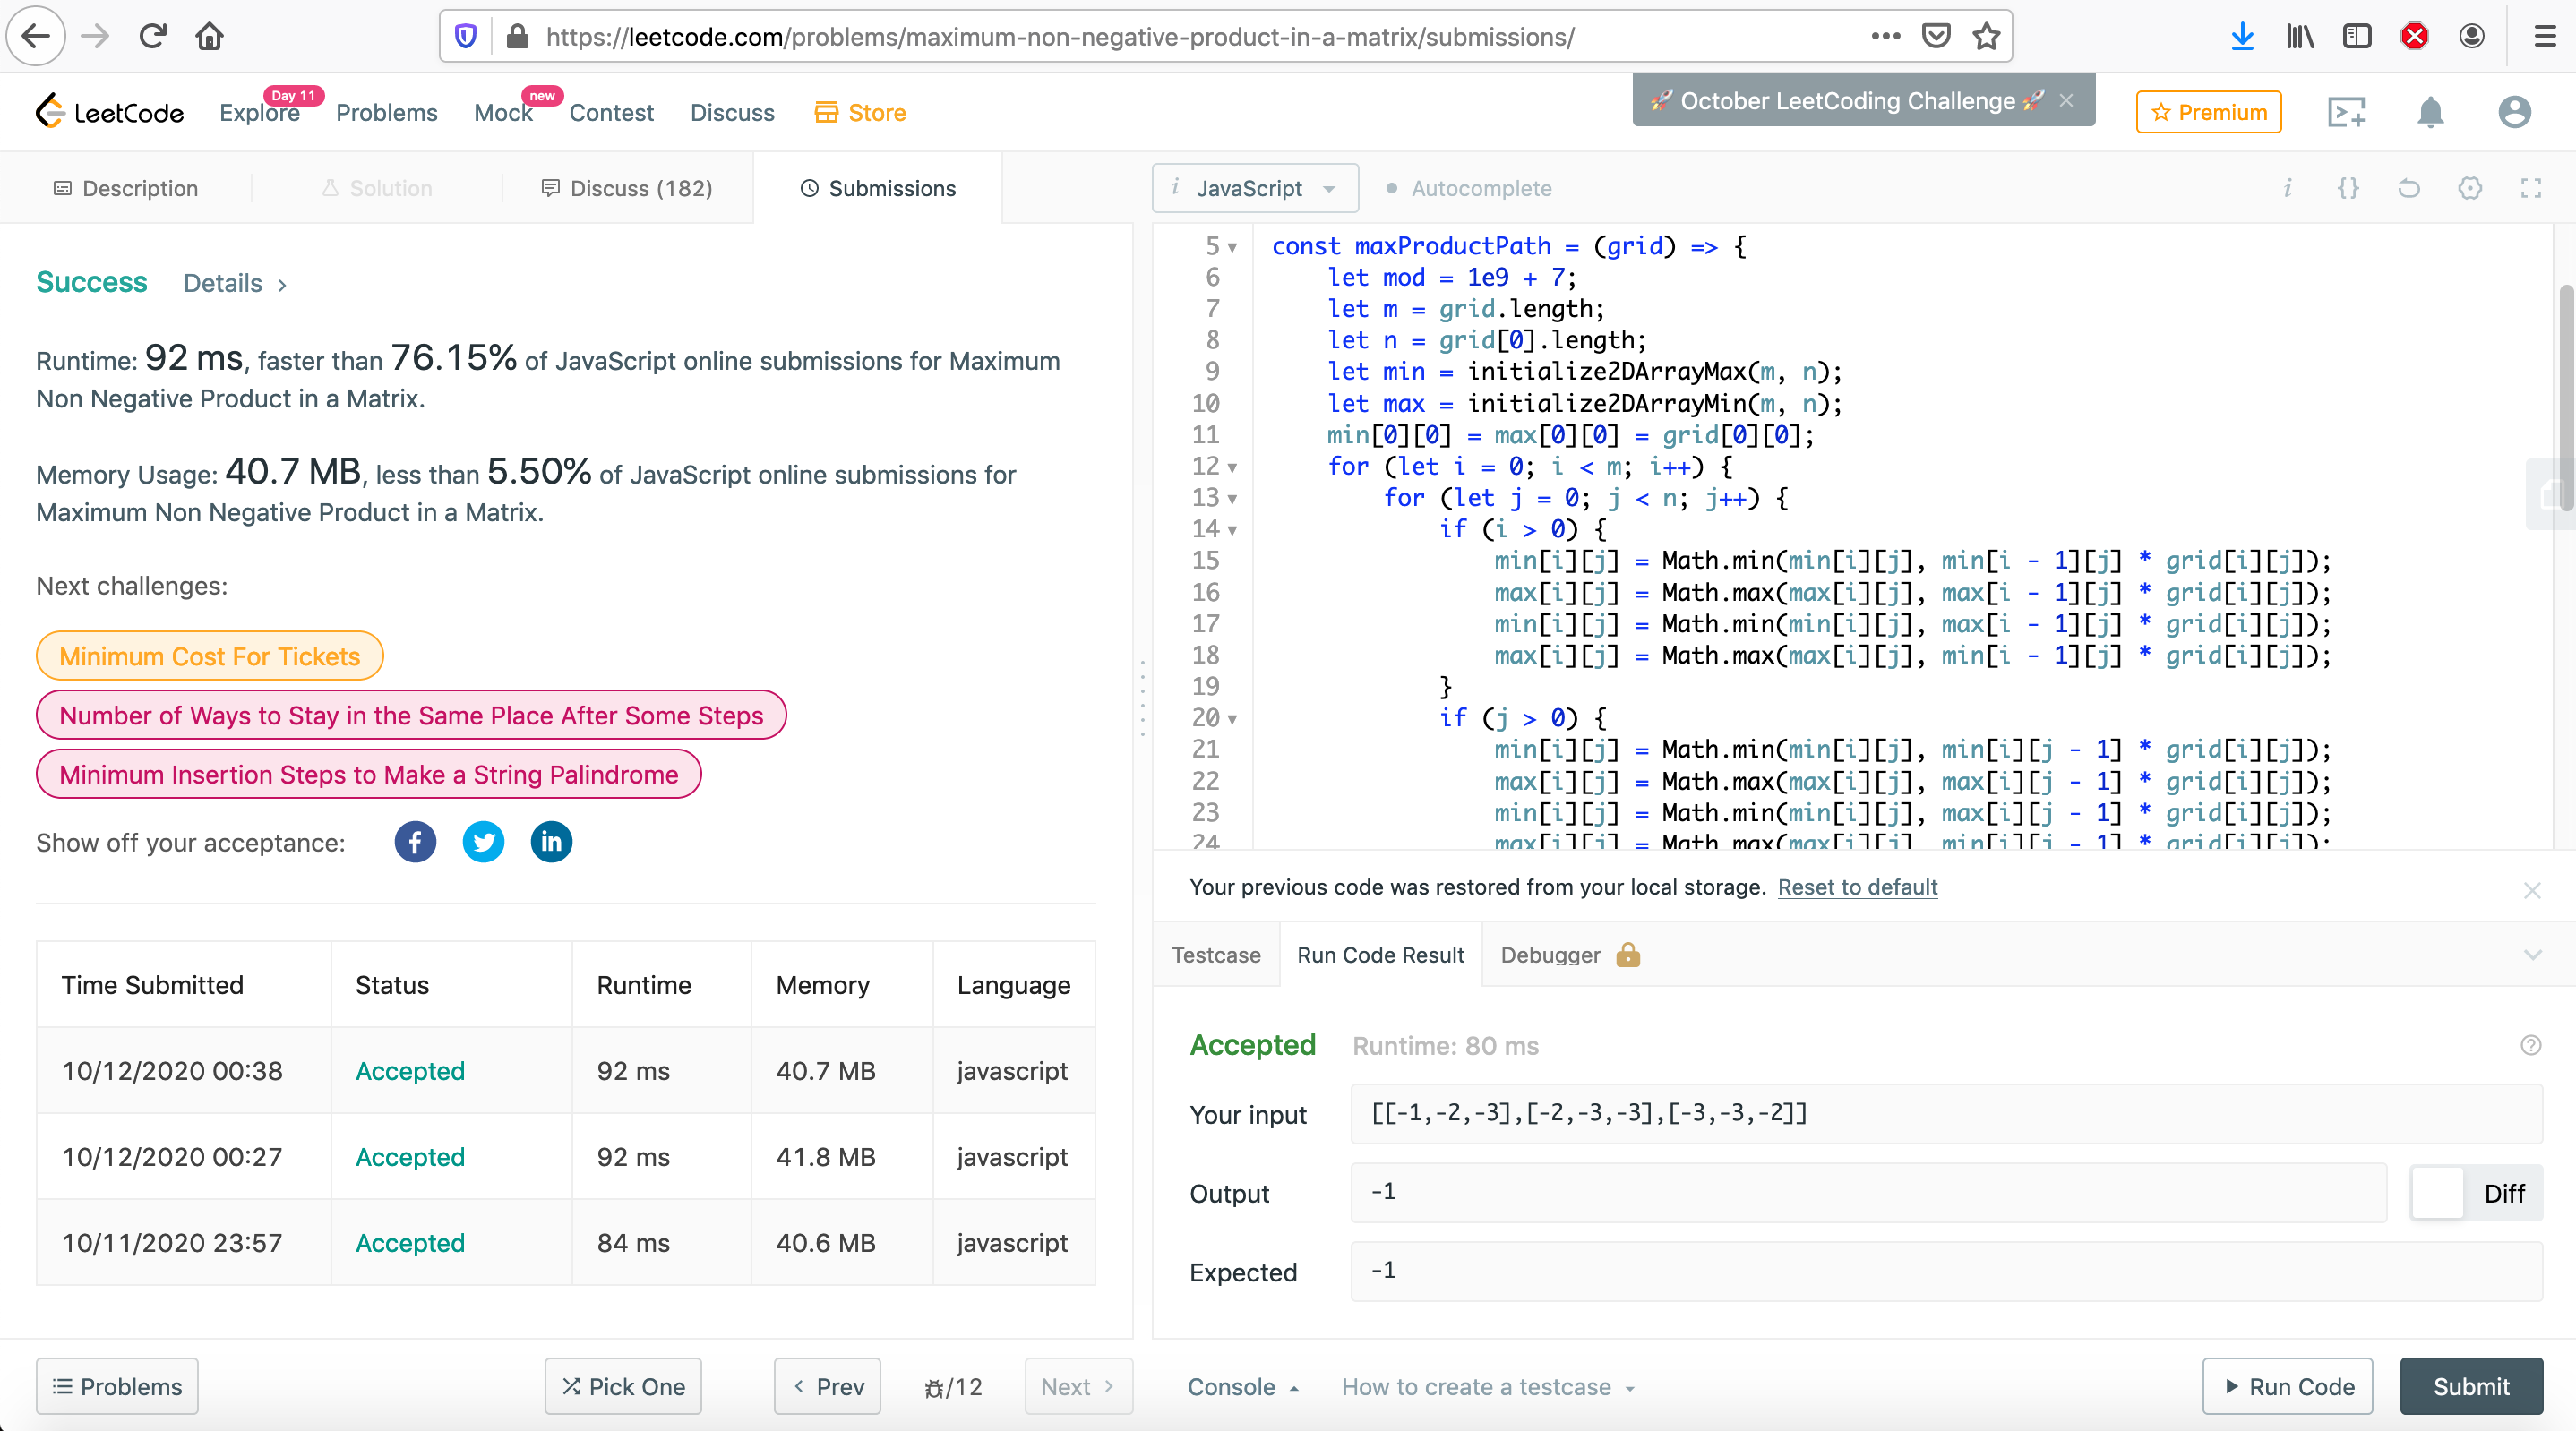 https://leetcode.com/problems/maximum-non-negative-product-in-a-matrix/submissions/
LeetCode
Explore
Day 11
Problems
Mock
new
Contest
Discuss
Store
🚀 October LeetCoding Challenge 🚀 ×
Premium
Description
Solution
Discuss (182)
Submissions
Success
Details >
Runtime: 92 ms, faster than 76.15% of JavaScript online submissions for Maximum
Non Negative Product in a Matrix.
Memory Usage: 40.7 MB, less than 5.50% of JavaScript online submissions for
Maximum Non Negative Product in a Matrix.
Next challenges:
Minimum Cost For Tickets
Number of Ways to Stay in the Same Place After Some Steps
Minimum Insertion Steps to Make a String Palindrome
Show off your acceptance:
Time Submitted Status Runtime Memory Language
10/12/2020 00:38 Accepted 92 ms 40.7 MB javascript
10/12/2020 00:27 Accepted 92 ms 41.8 MB javascript
10/11/2020 23:57 Accepted 84 ms 40.6 MB javascript
Problems
Pick One
< Prev
/12
Next >
i JavaScript
Autocomplete
5 const maxProductPath = (grid) => {
6 let mod = 1e9 + 7;
7 let m = grid.length;
8 let n = grid[0].length;
9 let min = initialize2DArrayMax(m, n);
10 let max = initialize2DArrayMin(m, n);
11 min[0][0] = max[0][0] = grid[0][0];
12 for (let i = 0; i < m; i++) {
13 for (let j = 0; j < n; j++) {
14 if (i > 0) {
15 min[i][j] = Math.min(min[i][j], min[i - 1][j] * grid[i][j]);
16 max[i][j] = Math.max(max[i][j], max[i - 1][j] * grid[i][j]);
17 min[i][j] = Math.min(min[i][j], max[i - 1][j] * grid[i][j]);
18 max[i][j] = Math.max(max[i][j], min[i - 1][j] * grid[i][j]);
19 }
20 if (j > 0) {
21 min[i][j] = Math.min(min[i][j], min[i][j - 1] * grid[i][j]);
22 max[i][j] = Math.max(max[i][j], max[i][j - 1] * grid[i][j]);
23 min[i][j] = Math.min(min[i][j], max[i][j - 1] * grid[i][j]);
24 max[i][j] = Math.max(max[i][j], min[i][j - 1] * grid[i][j]);
Your previous code was restored from your local storage. Reset to default
Testcase
Run Code Result
Debugger
Accepted
Runtime: 80 ms
Your input
[[-1,-2,-3],[-2,-3,-3],[-3,-3,-2]]
Output
-1
Diff
Expected
-1
Console
How to create a testcase
Run Code
Submit